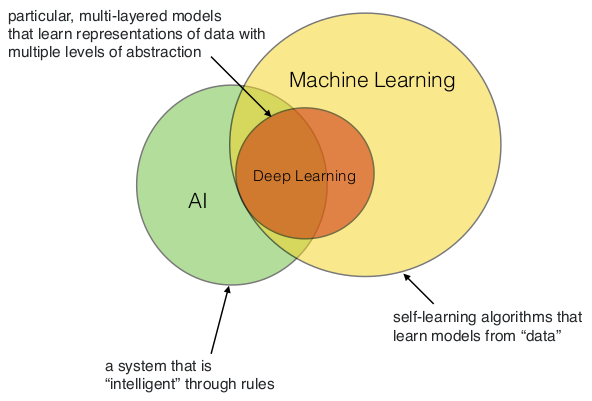 particular, multi-layered models
that learn representations of data with
multiple levels of abstraction
Machine Learning
Deep Learning
AI
self-learning algorithms that
learn models from “data”
a system that is
“intelligent” through rules